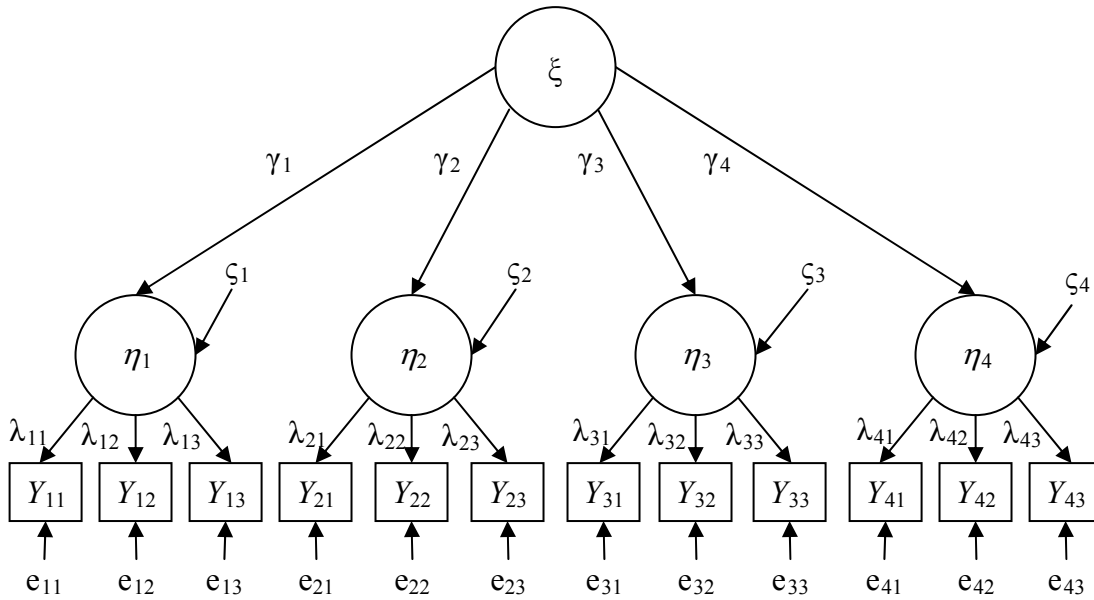 ξ
γ₁ γ₂ γ₃ γ₄
ς₁ ς₂ ς₃ ς₄
η₁ η₂ η₃ η₄
λ₁₁ λ₁₂ λ₁₃ λ₂₁ λ₂₂ λ₂₃ λ₃₁ λ₃₂ λ₃₃ λ₄₁ λ₄₂ λ₄₃
Y₁₁ Y₁₂ Y₁₃ Y₂₁ Y₂₂ Y₂₃ Y₃₁ Y₃₂ Y₃₃ Y₄₁ Y₄₂ Y₄₃
e₁₁ e₁₂ e₁₃ e₂₁ e₂₂ e₂₃ e₃₁ e₃₂ e₃₃ e₄₁ e₄₂ e₄₃